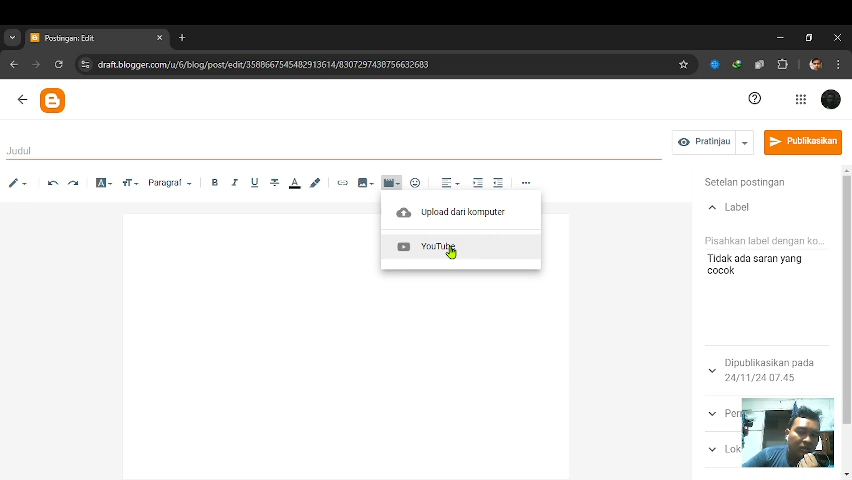 Postingan: Edit
draft.blogger.com/u/6/blog/post/edit/3588667545482913614/8307297438756632683
Judul
Pratinjau
Publikasikan
Paragraf
B I U
Upload dari komputer
YouTube
Setelan postingan
Label
Pisahkan label dengan ko...
Tidak ada saran yang
cocok
Dipublikasikan pada
24/11/24 07.45